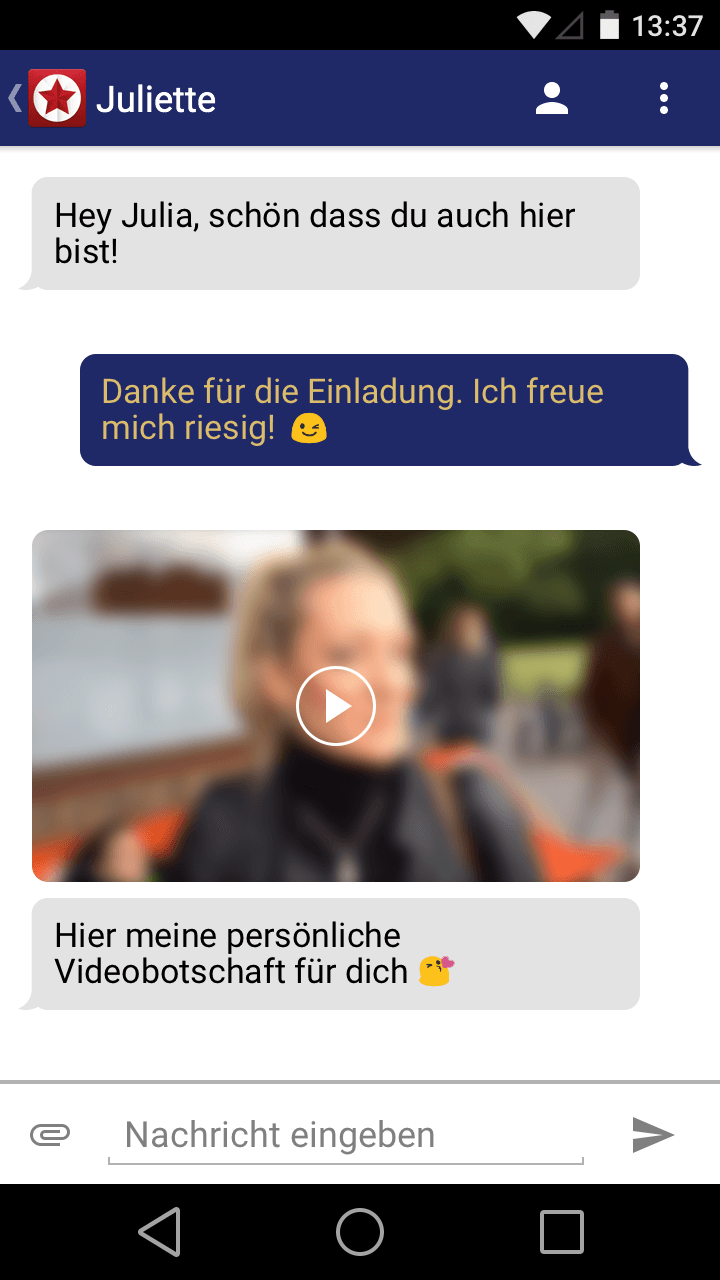 13:37
Juliette
Hey Julia, schön dass du auch hier
bist!
Danke für die Einladung. Ich freue
mich riesig! 😉
Hier meine persönliche
Videobotschaft für dich 😘
Nachricht eingeben